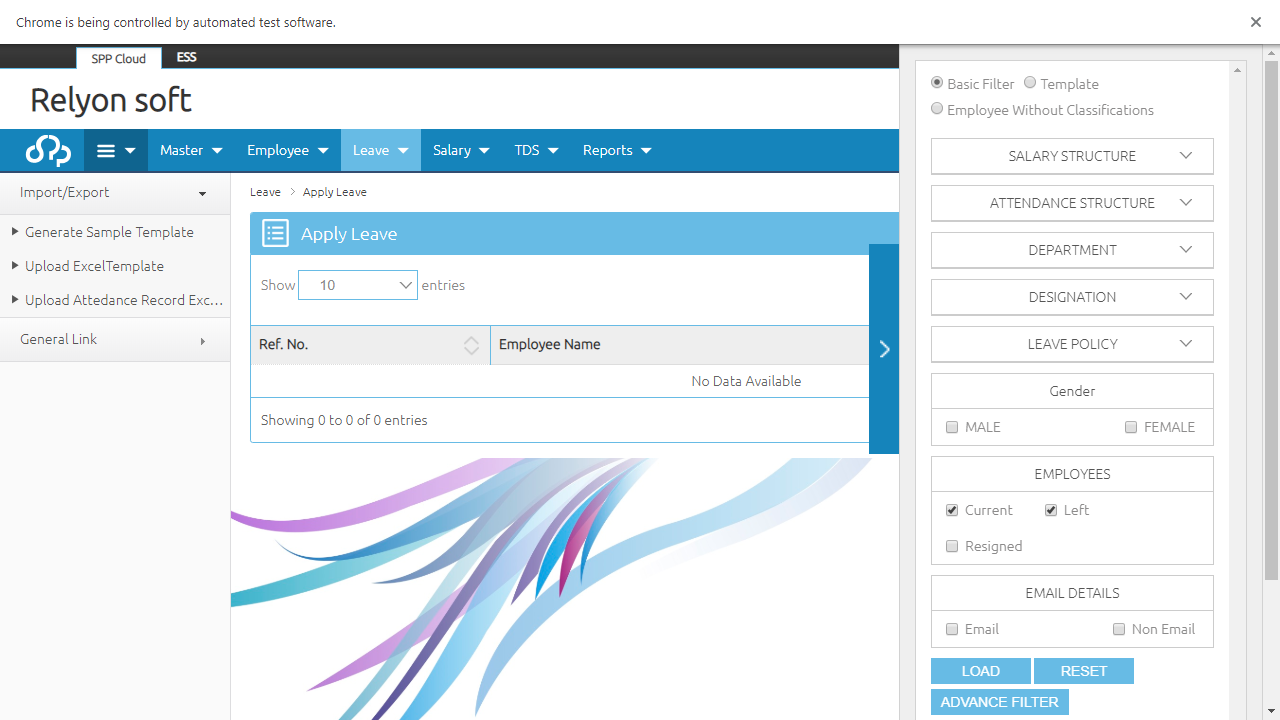 Chrome is being controlled by automated test software.
SPP Cloud ESS
Relyon soft
Master Employee Leave Salary TDS Reports
Import/Export
Generate Sample Template
Upload ExcelTemplate
Upload Attedance Record Exc...
General Link
Leave > Apply Leave
Apply Leave
Show 10 entries
Ref. No. Employee Name
No Data Available
Showing 0 to 0 of 0 entries
Basic Filter Template
Employee Without Classifications
SALARY STRUCTURE
ATTENDANCE STRUCTURE
DEPARTMENT
DESIGNATION
LEAVE POLICY
Gender
MALE FEMALE
EMPLOYEES
Current Left
Resigned
EMAIL DETAILS
Email Non Email
LOAD RESET
ADVANCE FILTER